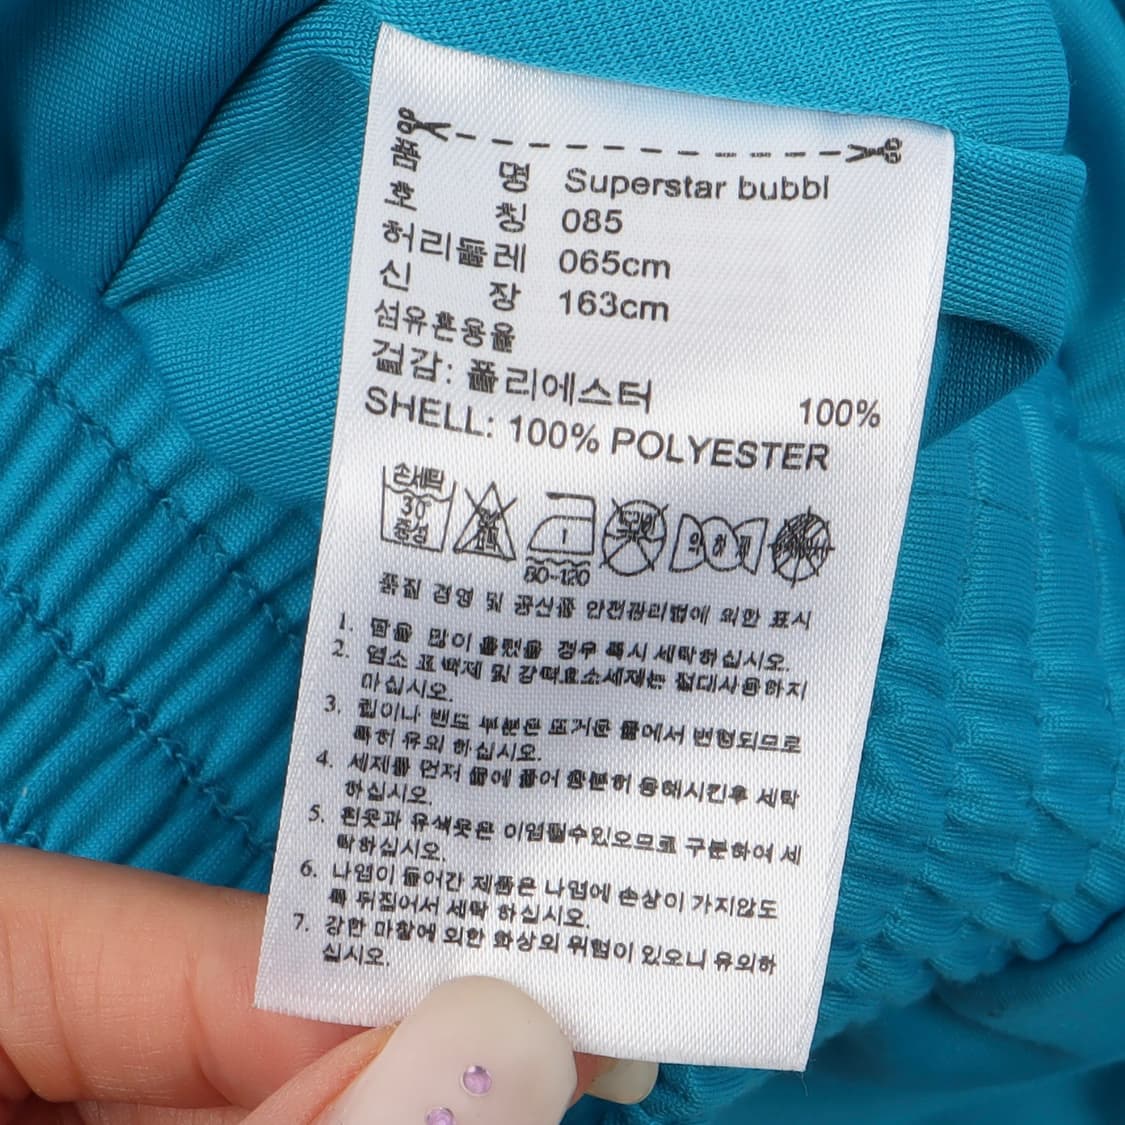 품 명 Superstar bubbl
호 칭 085
허리둘레 065cm
신 장 163cm
섬유혼용율
겉감: 폴리에스터 100%
SHELL: 100% POLYESTER
손세탁
30°
중성
80-120
품질 경영 및 공산품 안전관리법에 의한 표시
1. 땀을 많이 흘렸을 경우 즉시 세탁하십시오.
2. 염소 표백제 및 강력효소세제는 절대사용하지
마십시오.
3. 립이나 밴드 부분은 뜨거운 물에서 변형되므로
특히 유의 하십시오.
4. 세제를 먼저 물에 풀어 충분히 용해시킨후 세탁
하십시오.
5. 흰옷과 유색옷은 이염될수있으므로 구분하여 세
탁하십시오.
6. 나염이 들어간 제품은 나염에 손상이 가지않도
록 뒤집어서 세탁 하십시오.
7. 강한 마찰에 의한 화상의 위험이 있으니 유의하
십시오.